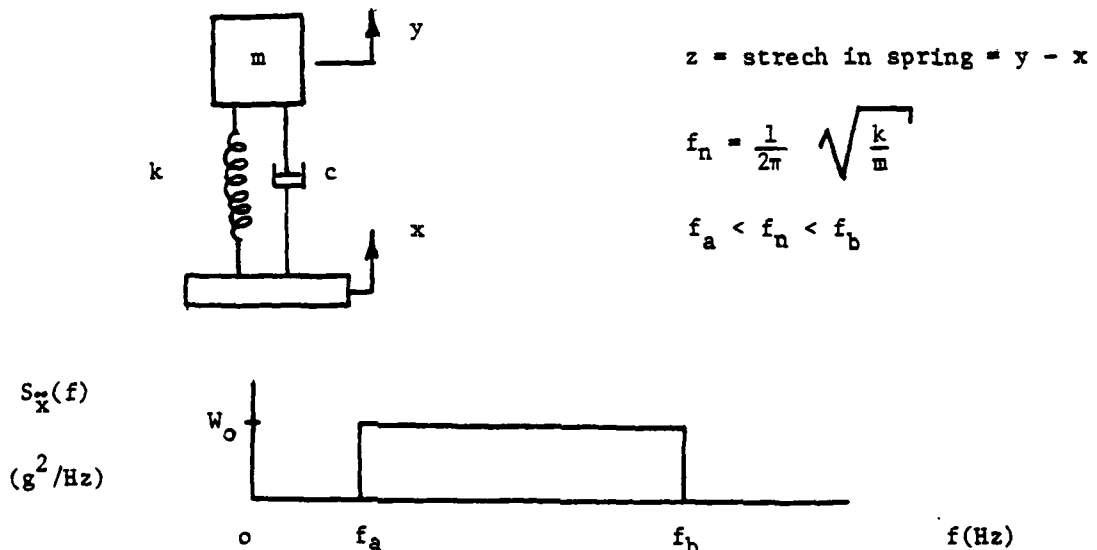 m
y
z = strech in spring = y - x
f_n = 1/2π √k/m
k
c
x
f_a < f_n < f_b
S_ẍ(f)
W_o
(g²/Hz)
o
f_a
f_b
f(Hz)